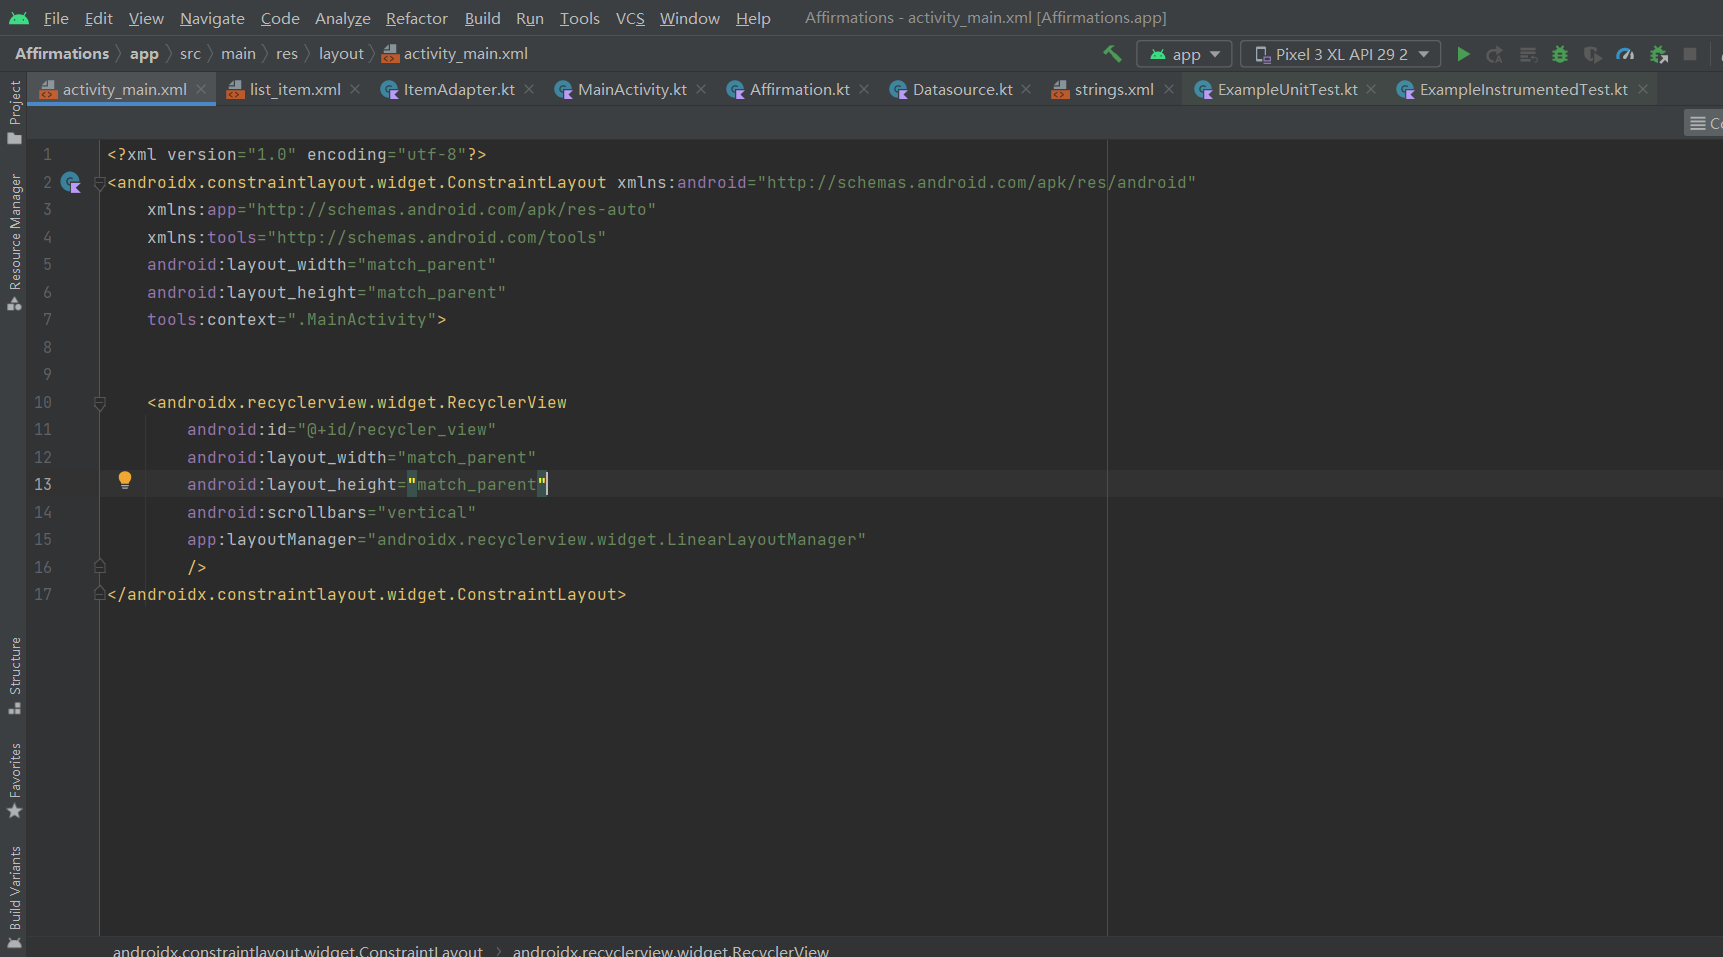 File Edit View Navigate Code Analyze Refactor Build Run Tools VCS Window Help Affirmations - activity_main.xml [Affirmations.app]
Affirmations app src main res layout activity_main.xml app Pixel 3 XL API 29 2
activity_main.xml list_item.xml ItemAdapter.kt MainActivity.kt Affirmation.kt Datasource.kt strings.xml ExampleUnitTest.kt ExampleInstrumentedTest.kt
Project
Resource Manager
Structure
Favorites
Build Variants
1 <?xml version="1.0" encoding="utf-8"?>
2 <androidx.constraintlayout.widget.ConstraintLayout xmlns:android="http://schemas.android.com/apk/res/android"
3 xmlns:app="http://schemas.android.com/apk/res-auto"
4 xmlns:tools="http://schemas.android.com/tools"
5 android:layout_width="match_parent"
6 android:layout_height="match_parent"
7 tools:context=".MainActivity">
8
9
10 <androidx.recyclerview.widget.RecyclerView
11 android:id="@+id/recycler_view"
12 android:layout_width="match_parent"
13 android:layout_height="match_parent"
14 android:scrollbars="vertical"
15 app:layoutManager="androidx.recyclerview.widget.LinearLayoutManager"
16 />
17 </androidx.constraintlayout.widget.ConstraintLayout>
androidx.constraintlayout.widget.ConstraintLayout androidx.recyclerview.widget.RecyclerView